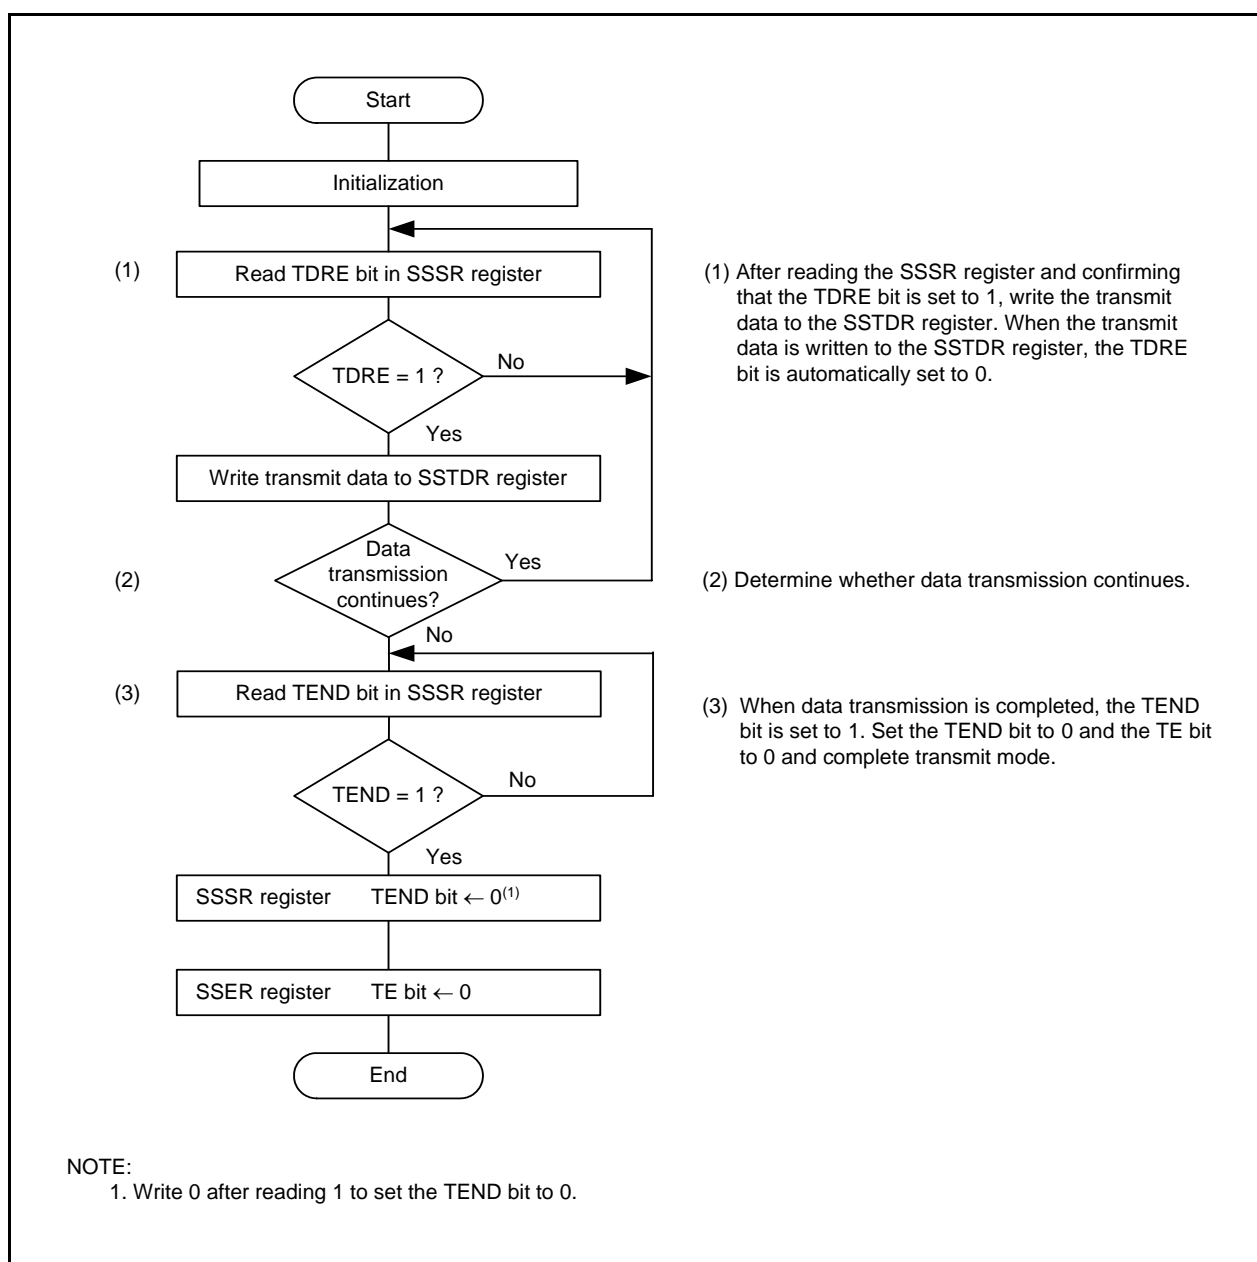 Start
Initialization
(1)
Read TDRE bit in SSSR register
(1) After reading the SSSR register and confirming
that the TDRE bit is set to 1, write the transmit
data to the SSTDR register. When the transmit
data is written to the SSTDR register, the TDRE
bit is automatically set to 0.
TDRE = 1 ?
No
Yes
Write transmit data to SSTDR register
(2)
Data
transmission
continues?
Yes
(2) Determine whether data transmission continues.
No
(3)
Read TEND bit in SSSR register
(3) When data transmission is completed, the TEND
bit is set to 1. Set the TEND bit to 0 and the TE bit
to 0 and complete transmit mode.
TEND = 1 ?
No
Yes
SSSR register TEND bit ← 0(1)
SSER register TE bit ← 0
End
NOTE:
1. Write 0 after reading 1 to set the TEND bit to 0.